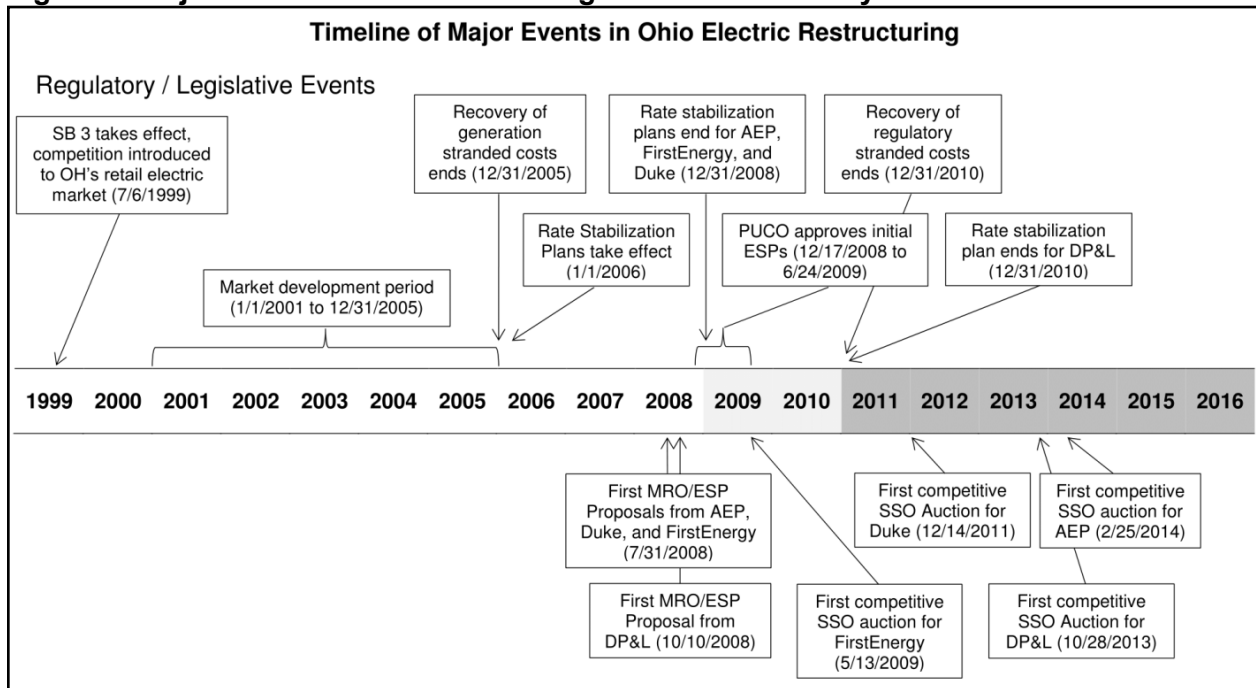 Timeline of Major Events in Ohio Electric Restructuring
Regulatory / Legislative Events
SB 3 takes effect,
competition introduced
to OH's retail electric
market (7/6/1999)
Recovery of
generation
stranded costs
ends (12/31/2005)
Rate stabilization
plans end for AEP,
FirstEnergy, and
Duke (12/31/2008)
Recovery of
regulatory
stranded costs
ends (12/31/2010)
Market development period
(1/1/2001 to 12/31/2005)
Rate Stabilization
Plans take effect
(1/1/2006)
PUCO approves initial
ESPs (12/17/2008 to
6/24/2009)
Rate stabilization
plan ends for DP&L
(12/31/2010)
1999 2000 2001 2002 2003 2004 2005 2006 2007 2008 2009 2010 2011 2012 2013 2014 2015 2016
First MRO/ESP
Proposals from AEP,
Duke, and FirstEnergy
(7/31/2008)
First competitive
SSO Auction for
Duke (12/14/2011)
First competitive
SSO auction for
AEP (2/25/2014)
First MRO/ESP
Proposal from
DP&L (10/10/2008)
First competitive
SSO auction for
FirstEnergy
(5/13/2009)
First competitive
SSO Auction for
DP&L (10/28/2013)